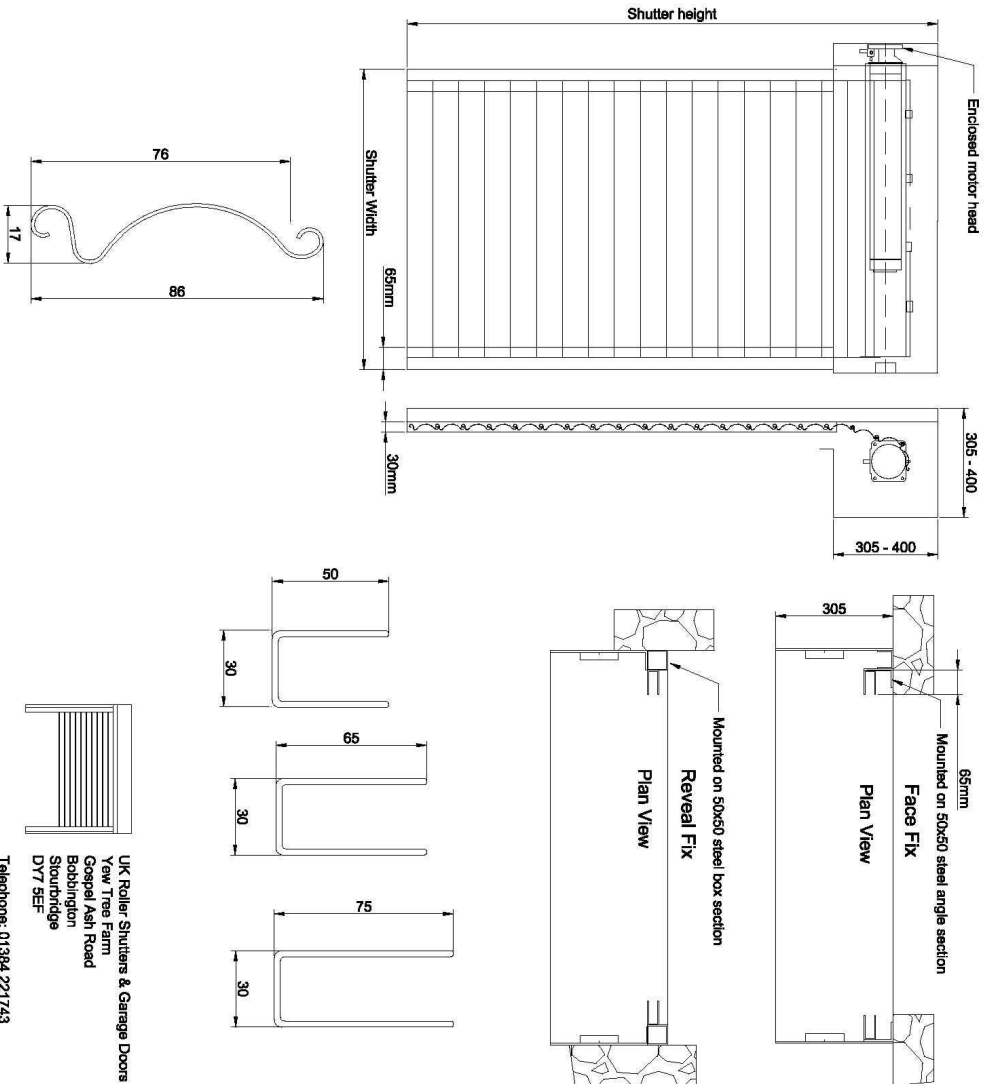 Shutter height
Enclosed motor head
Shutter Width
65mm
76
17
86
305 - 400
30mm
305 - 400
305
65mm
Mounted on 50x50 steel angle section
Face Fix
Plan View
Mounted on 50x50 steel box section
Reveal Fix
Plan View
50
30
65
30
75
30
UK Roller Shutters & Garage Doors
Yew Tree Farm
Gospel Ash Road
Bobbington
Stourbridge
DY7 5EF
Telephone: 01384 221743